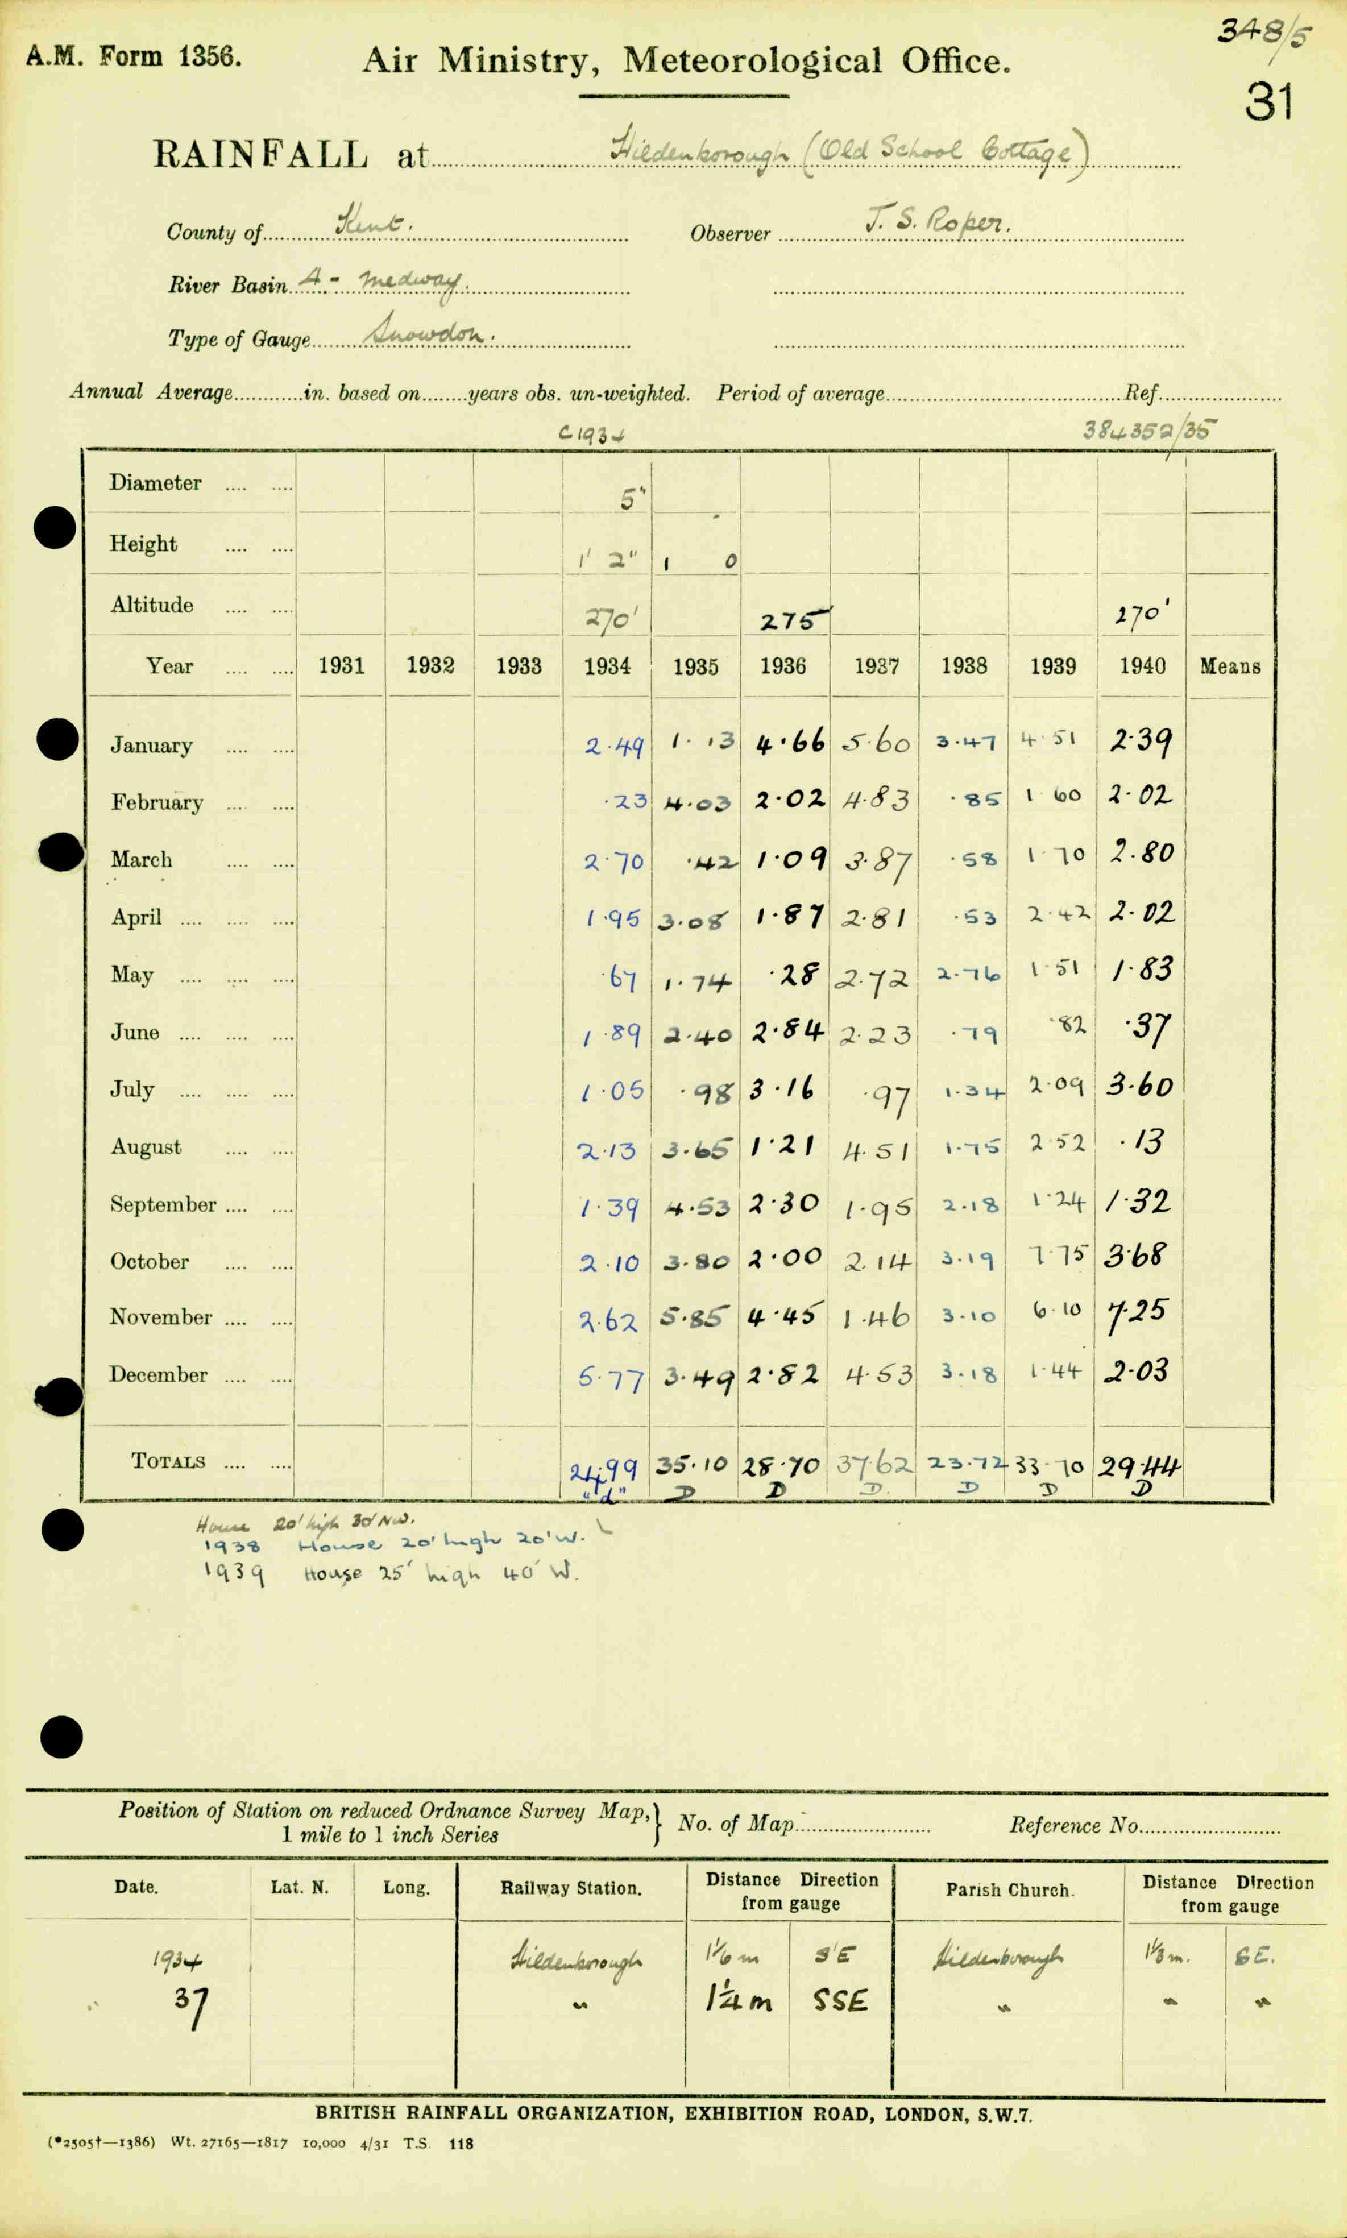 348/5
A.M. Form 1356. Air Ministry, Meteorological Office.
31
RAINFALL at Hildenborough (Old School Cottage)
County of Kent. Observer J. S. Roper.
River Basin A - Medway.
Type of Gauge Snowdon.
Annual Average in. based on years obs. un-weighted. Period of average Ref.
C1934 384352/35
Diameter 5"
Height 1' 2" 1 0
Altitude 270' 275 270'
Year 1931 1932 1933 1934 1935 1936 1937 1938 1939 1940 Means
January 2.49 1.13 4.66 5.60 3.47 4.51 2.39
February .23 4.03 2.02 4.83 .85 1.60 2.02
March 2.70 .42 1.09 3.87 .58 1.70 2.80
April 1.95 3.08 1.87 2.81 .53 2.42 2.02
May .67 1.74 .28 2.72 2.76 1.51 1.83
June 1.89 2.40 2.84 2.23 .79 .82 .37
July 1.05 .98 3.16 .97 1.34 2.09 3.60
August 2.13 3.65 1.21 4.51 1.75 2.52 .13
September 1.39 4.53 2.30 1.95 2.18 1.24 1.32
October 2.10 3.80 2.00 2.14 3.19 7.75 3.68
November 2.62 5.85 4.45 1.46 3.10 6.10 7.25
December 5.77 3.49 2.82 4.53 3.18 1.44 2.03
TOTALS 24.99 35.10 28.70 37.62 23.72 33.70 29.44
"d" D D D D D D
House 20' high 30' NW.
1938 House 20' high 20' W.
1939 House 25' high 40' W.
Position of Station on reduced Ordnance Survey Map, } No. of Map Reference No.
1 mile to 1 inch Series
Date. Lat. N. Long. Railway Station. Distance Direction from gauge Parish Church. Distance Direction from gauge
1934 Hildenborough 1 1/6 m S'E Hildenborough 1 1/3 m. SE.
" 37 " 1 1/4 m SSE " " "
BRITISH RAINFALL ORGANIZATION, EXHIBITION ROAD, LONDON, S.W.7.
(*2505†—1386) Wt. 27165—1817 10,000 4/31 T.S. 118